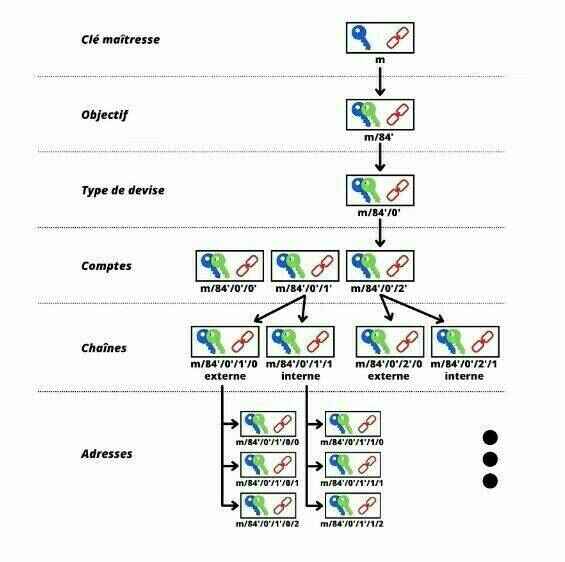 Clé maîtresse
m
Objectif
m/84'
Type de devise
m/84'/0'
Comptes
m/84'/0'/0'
m/84'/0'/1'
m/84'/0'/2'
Chaînes
m/84'/0'/1'/0
externe
m/84'/0'/1'/1
interne
m/84'/0'/2'/0
externe
m/84'/0'/2'/1
interne
Adresses
m/84'/0'/1'/0/0
m/84'/0'/1'/1/0
m/84'/0'/1'/0/1
m/84'/0'/1'/1/1
m/84'/0'/1'/0/2
m/84'/0'/1'/1/2